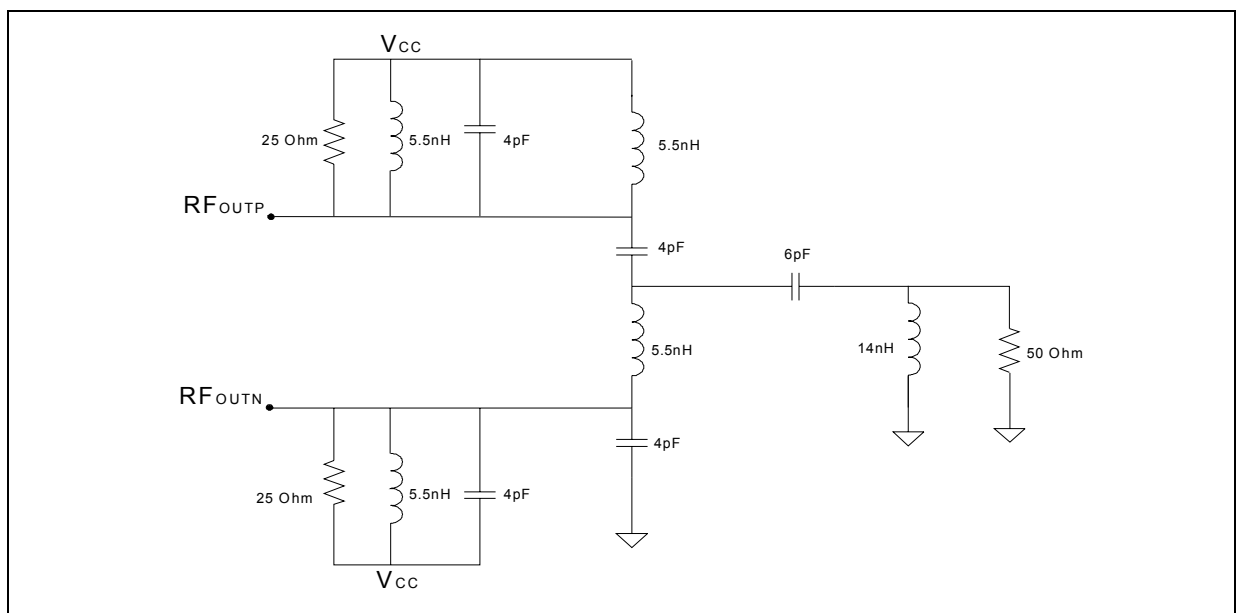 VCC
25 Ohm
5.5nH
4pF
5.5nH
RFOUTP
4pF
6pF
5.5nH
14nH
50 Ohm
RFOUTN
4pF
25 Ohm
5.5nH
4pF
VCC